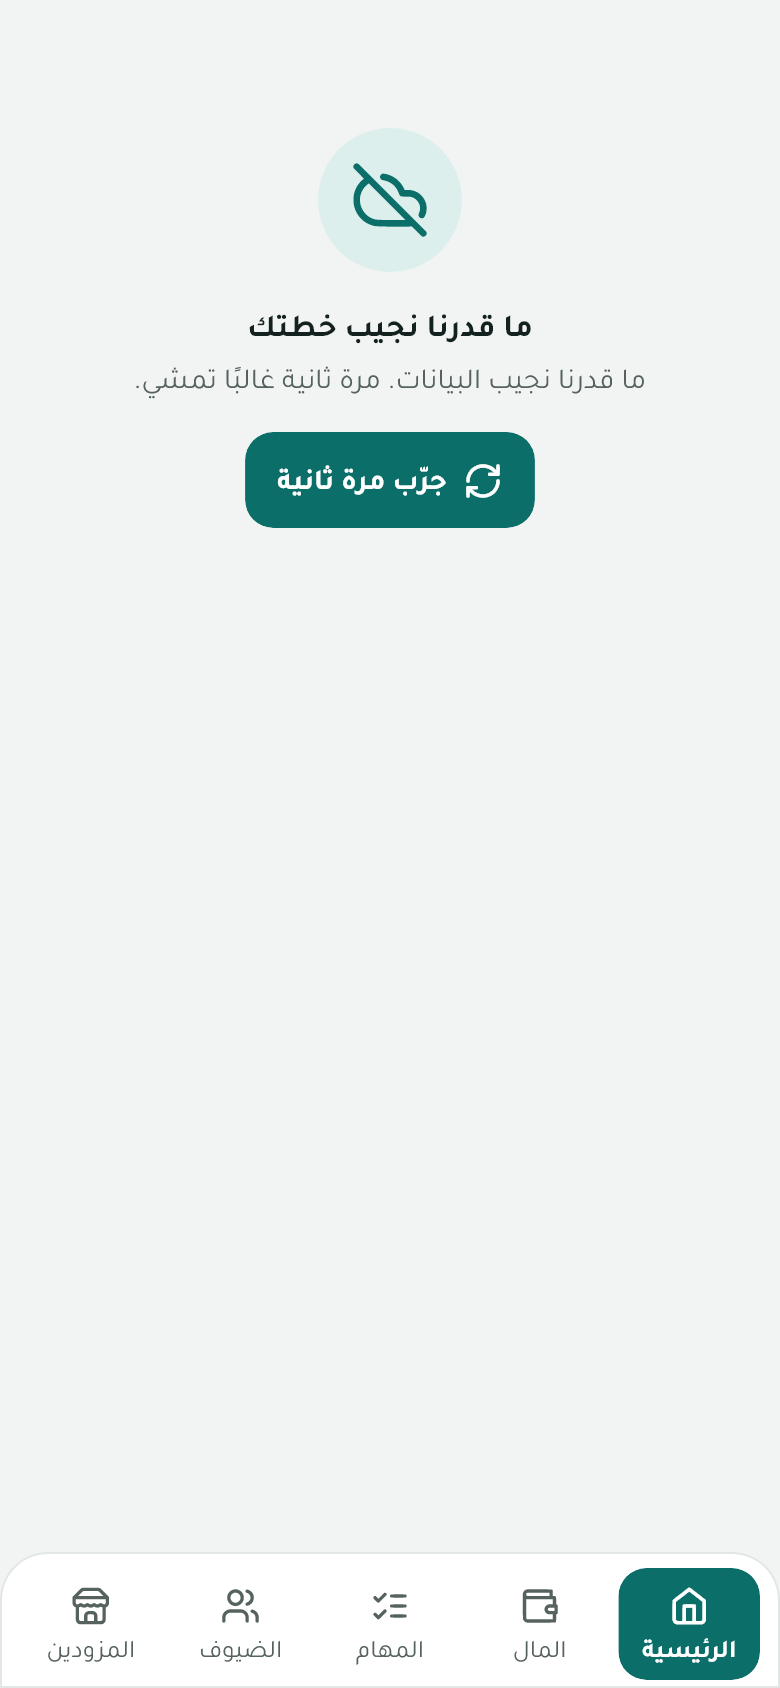 ما قدرنا نجيب خطتك
ما قدرنا نجيب البيانات. مرة ثانية غالبًا تمشي.
جرّب مرة ثانية
الرئيسية
المال
المهام
الضيوف
المزودين